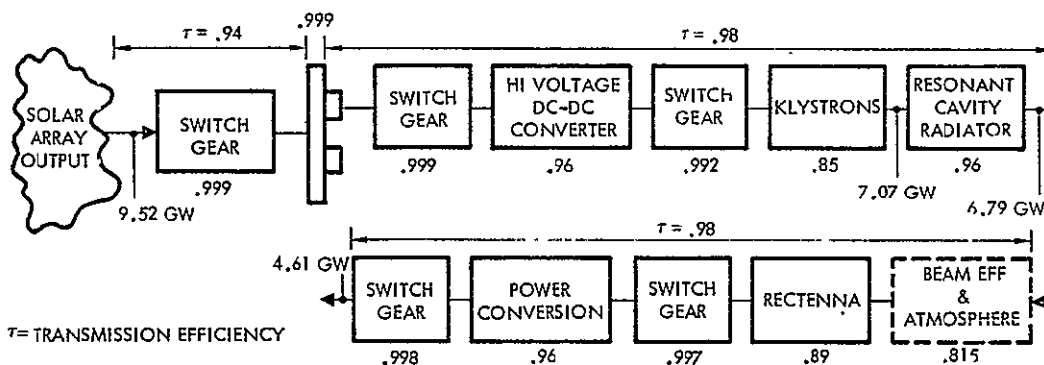 τ = .94
.999
τ = .98
SOLAR
ARRAY
OUTPUT
9.52 GW
SWITCH
GEAR
.999
SWITCH
GEAR
.999
HI VOLTAGE
DC-DC
CONVERTER
.96
SWITCH
GEAR
.992
KLYSTRONS
.85
7.07 GW
RESONANT
CAVITY
RADIATOR
.96
6.79 GW
τ = .98
4.61 GW
SWITCH
GEAR
.998
POWER
CONVERSION
.96
SWITCH
GEAR
.997
RECTENNA
.89
BEAM EFF
&
ATMOSPHERE
.815
τ = TRANSMISSION EFFICIENCY